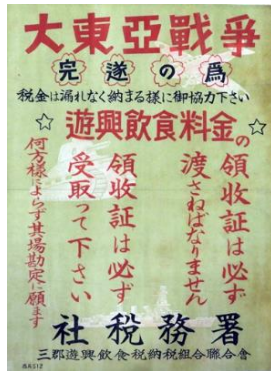 大東亞戰爭
完遂の爲
税金は漏れなく納まる様に御協力下さい
☆遊興飲食料金の☆
領收証は必ず
渡さねばなりません
領收証は必ず
受取って下さい
何方様によらず其場勘定に願ます
社税務署
三郡遊興飲食税納税組合聯合會